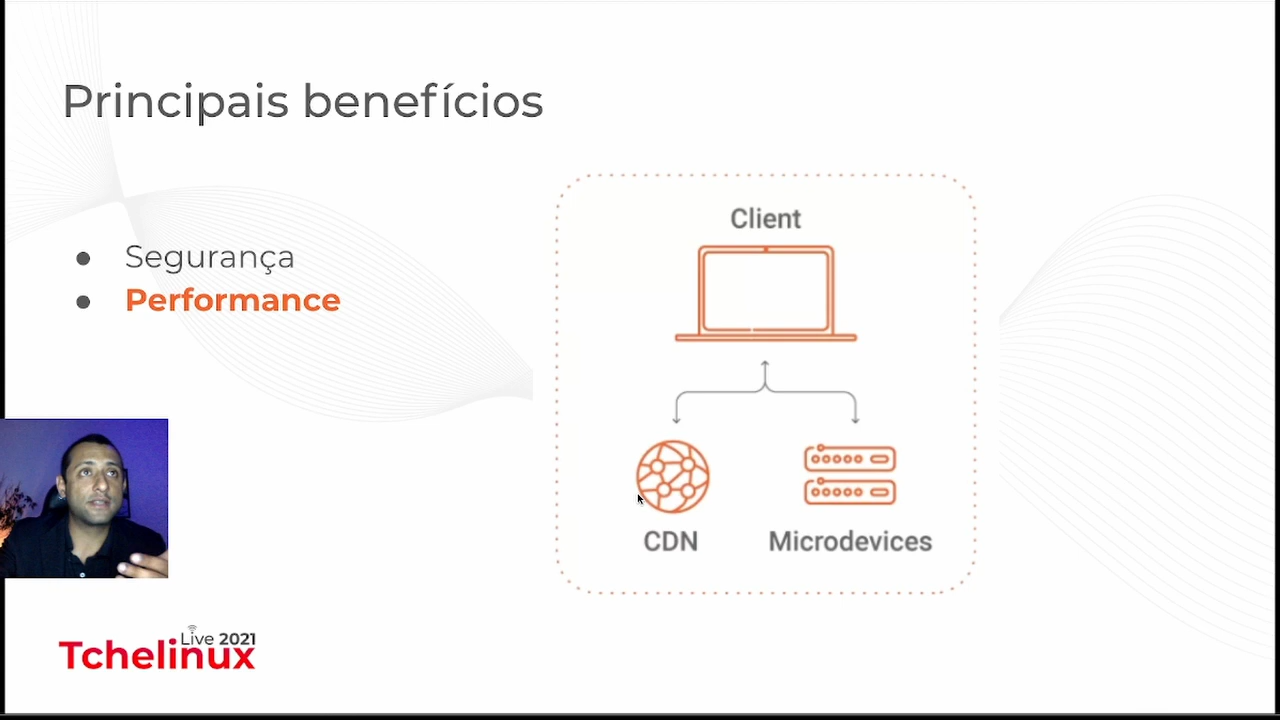 Principais benefícios
Segurança
Performance
Client
CDN
Microdevices
Live 2021
Tchelinux